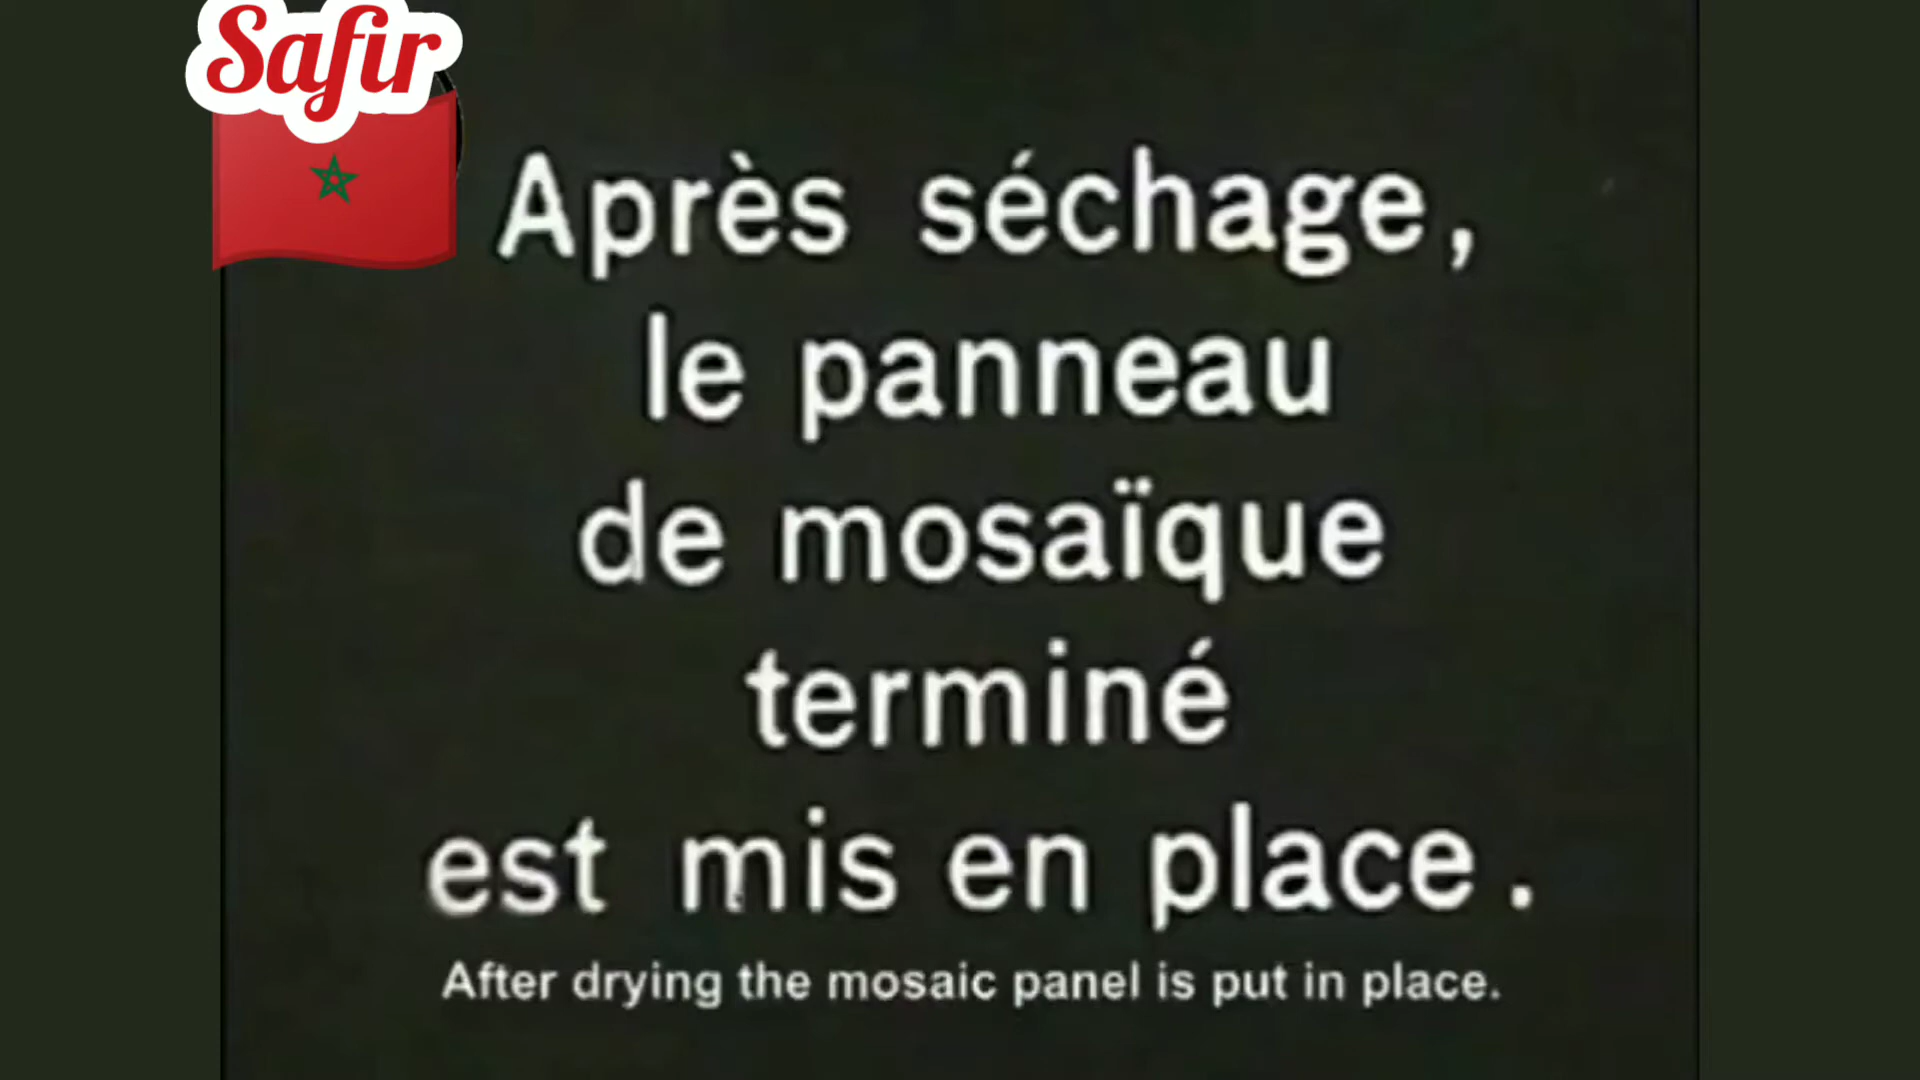 Safir
Après séchage,
le panneau
de mosaïque
terminé
est mis en place.
After drying the mosaic panel is put in place.